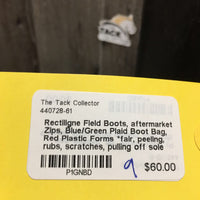 TACK
The Tack Collector
440728-61
Rectiligne Field Boots, aftermarket
Zips, Blue/Green Plaid Boot Bag,
Red Plastic Forms *fair, peeling,
rubs, scratches, pulling off sole
9
$60.00
P1GNBD